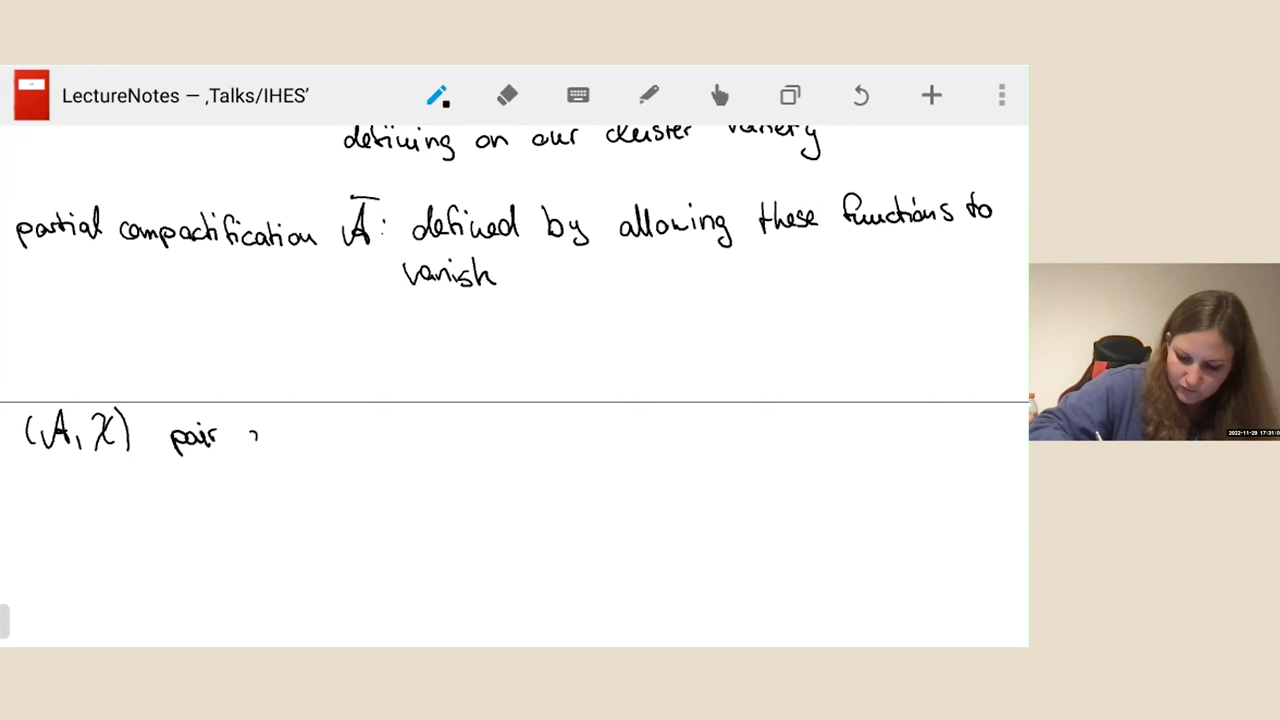 LectureNotes — ‚Talks/IHES’
defining on our cluster variety
partial compactification Ā: defined by allowing these functions to
vanish
(A, X) pair